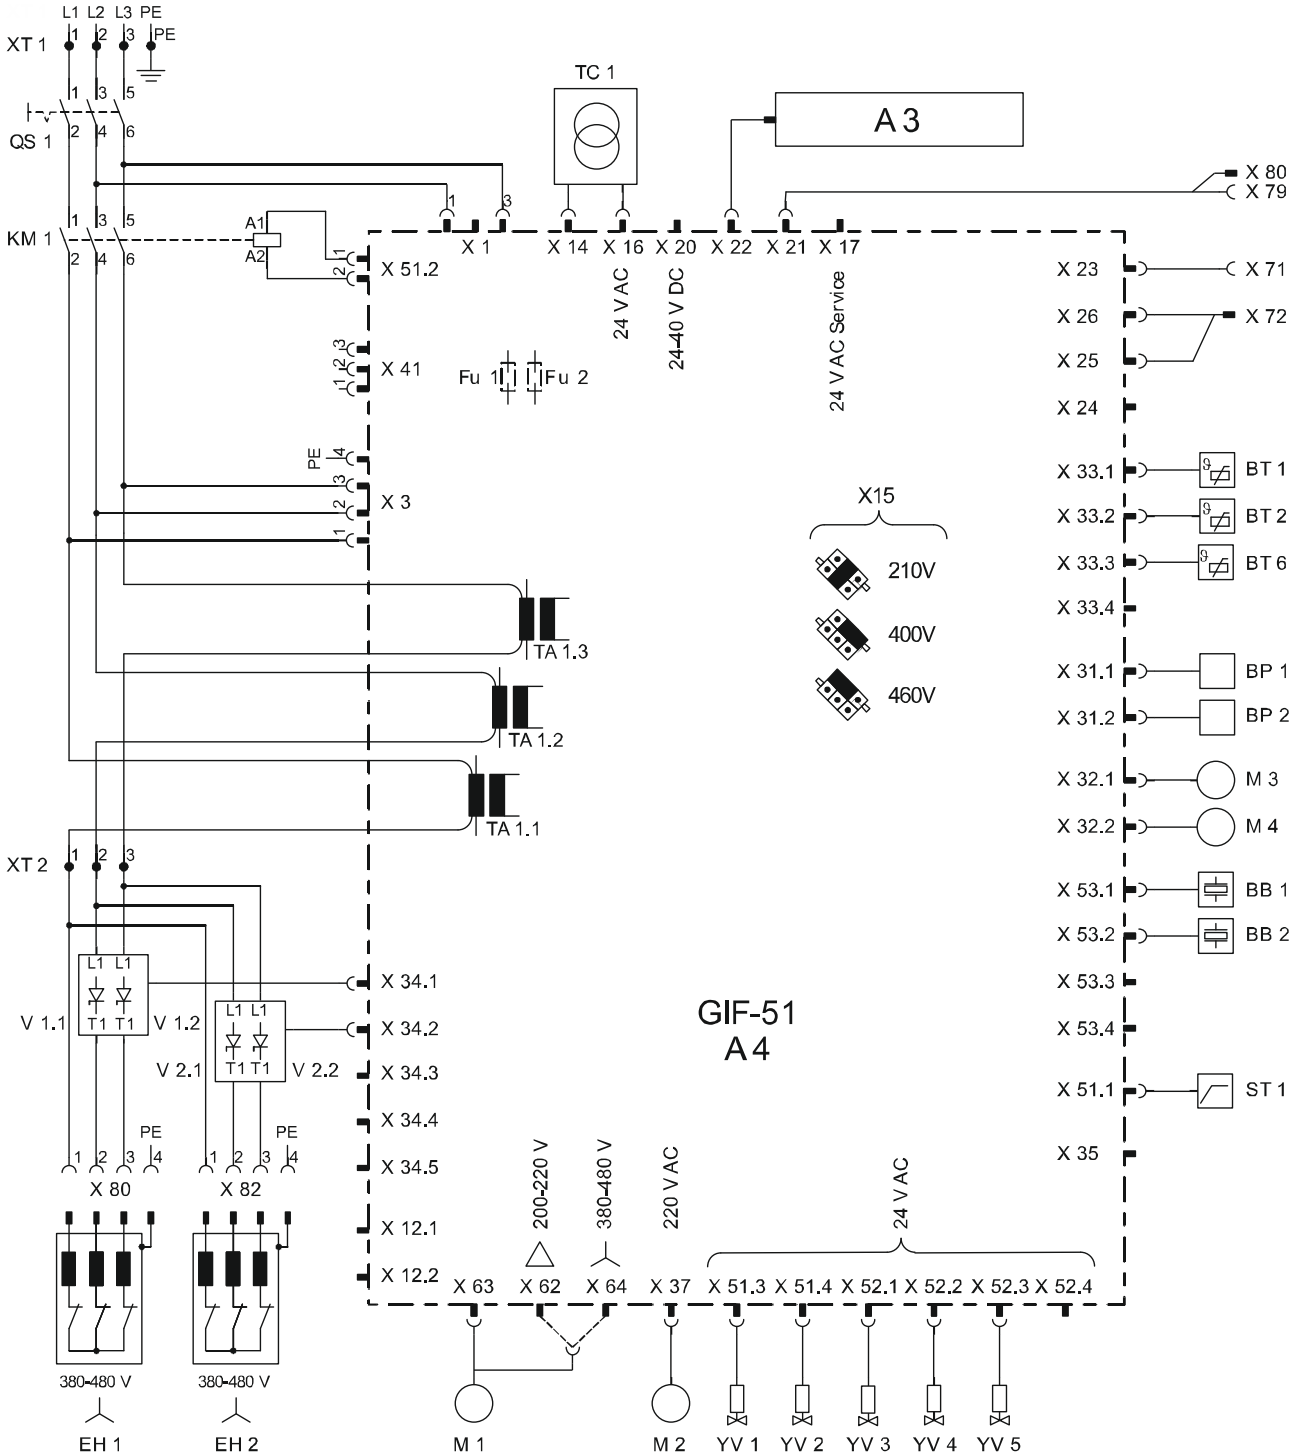 L1 L2 L3 PE
XT 1 1 2 3 PE
TC 1
A 3
1 3 5
QS 1 2 4 6
X 80
X 79
1 3
1 3 5
KM 1 2 4 6
A1
A2
1
2
X 51.2
X 1 X 14 X 16 X 20 X 22 X 21 X 17
24 V AC
24-40 V DC
24 V AC Service
X 23 X 71
X 26 X 72
X 25
X 24
3
2
1
X 41
Fu 1 Fu 2
PE 4
3
2
1
X 3
X 33.1 ϑ BT 1
X 33.2 ϑ BT 2
X 33.3 ϑ BT 6
X 33.4
X15
210V
400V
460V
TA 1.3
TA 1.2
TA 1.1
X 31.1 BP 1
X 31.2 BP 2
X 32.1 M 3
X 32.2 M 4
XT 2 1 2 3
X 53.1 BB 1
X 53.2 BB 2
X 53.3
X 53.4
L1 L1
V 1.1 T1 T1 V 1.2
L1 L1
V 2.1 T1 T1 V 2.2
X 34.1
X 34.2
X 34.3
X 34.4
X 34.5
X 12.1
X 12.2
GIF-51
A 4
X 51.1 ST 1
X 35
PE PE
1 2 3 4 1 2 3 4
X 80 X 82
200-220 V
380-480 V
220 V AC
24 V AC
X 63 X 62 X 64 X 37 X 51.3 X 51.4 X 52.1 X 52.2 X 52.3 X 52.4
380-480 V 380-480 V
EH 1 EH 2 M 1 M 2 YV 1 YV 2 YV 3 YV 4 YV 5